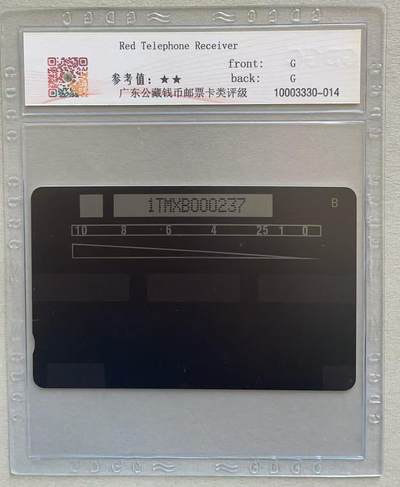 Red Telephone Receiver
front: G
参考值：★★ back: G
广东公藏钱币邮票卡类评级 10003330-014
1TMXB000237
B
10 8 6 4 25 1 0